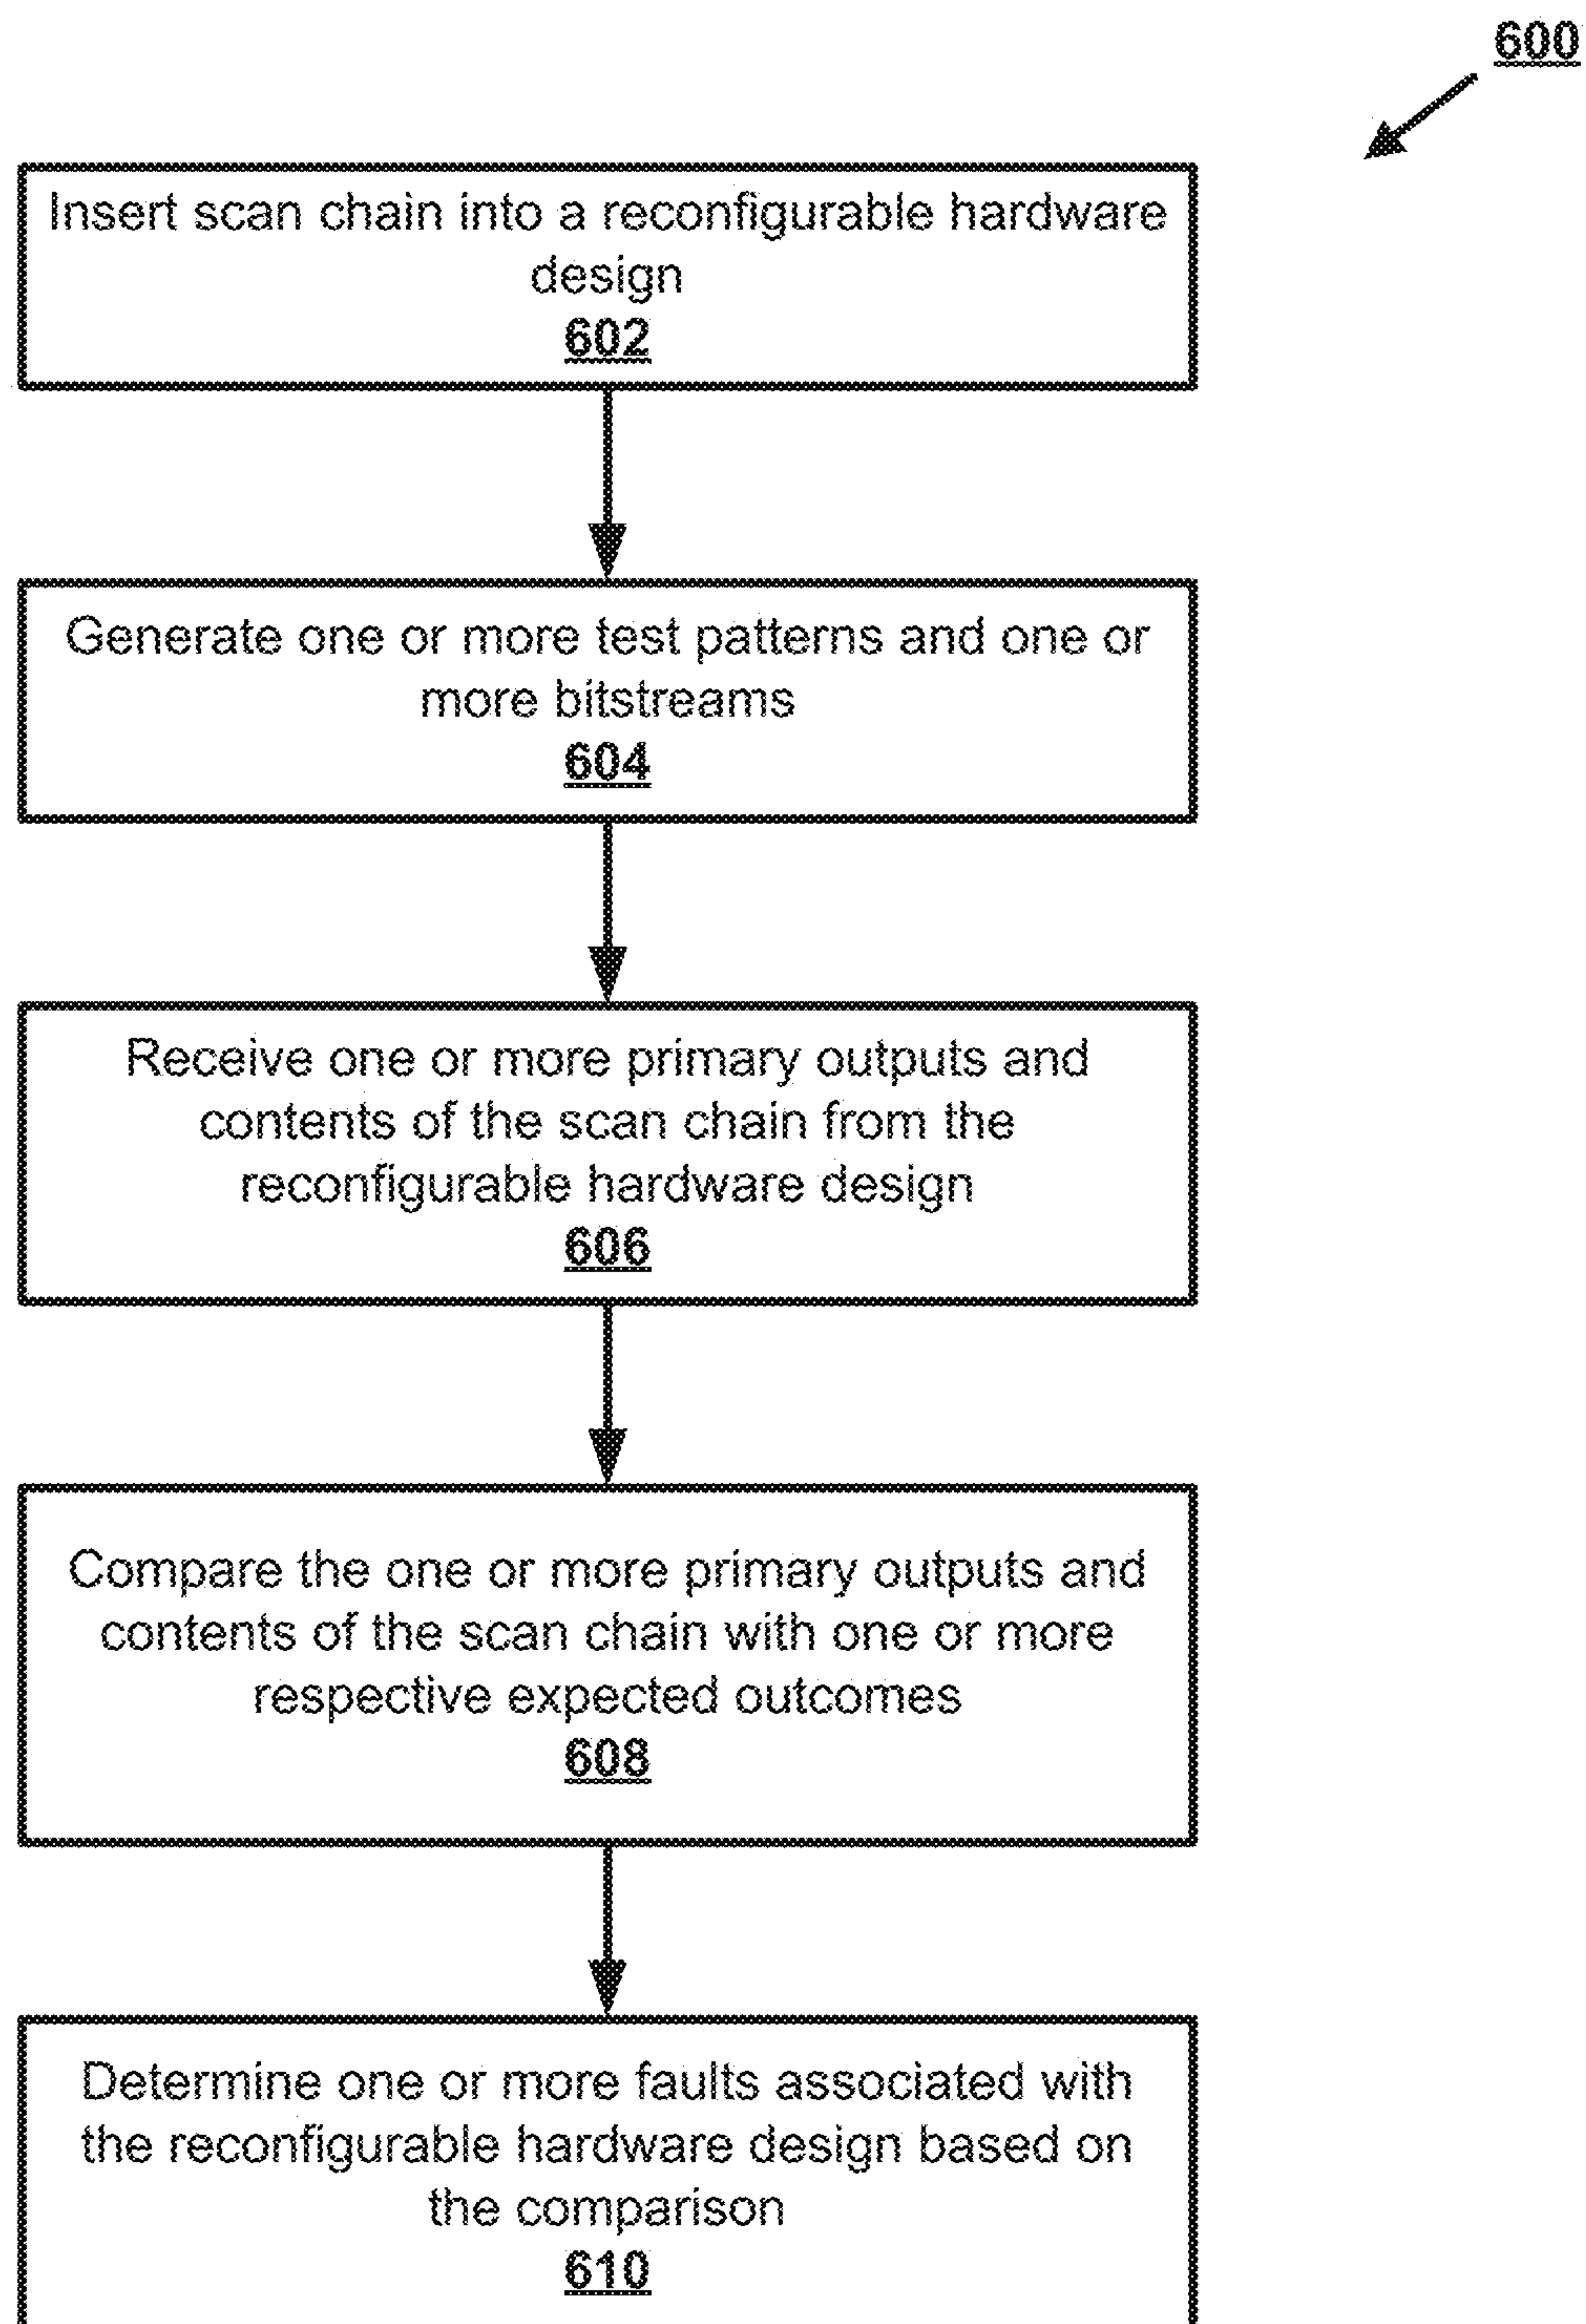 600
Insert scan chain into a reconfigurable hardware
design
602
Generate one or more test patterns and one or
more bitstreams
604
Receive one or more primary outputs and
contents of the scan chain from the
reconfigurable hardware design
606
Compare the one or more primary outputs and
contents of the scan chain with one or more
respective expected outcomes
608
Determine one or more faults associated with
the reconfigurable hardware design based on
the comparison
610